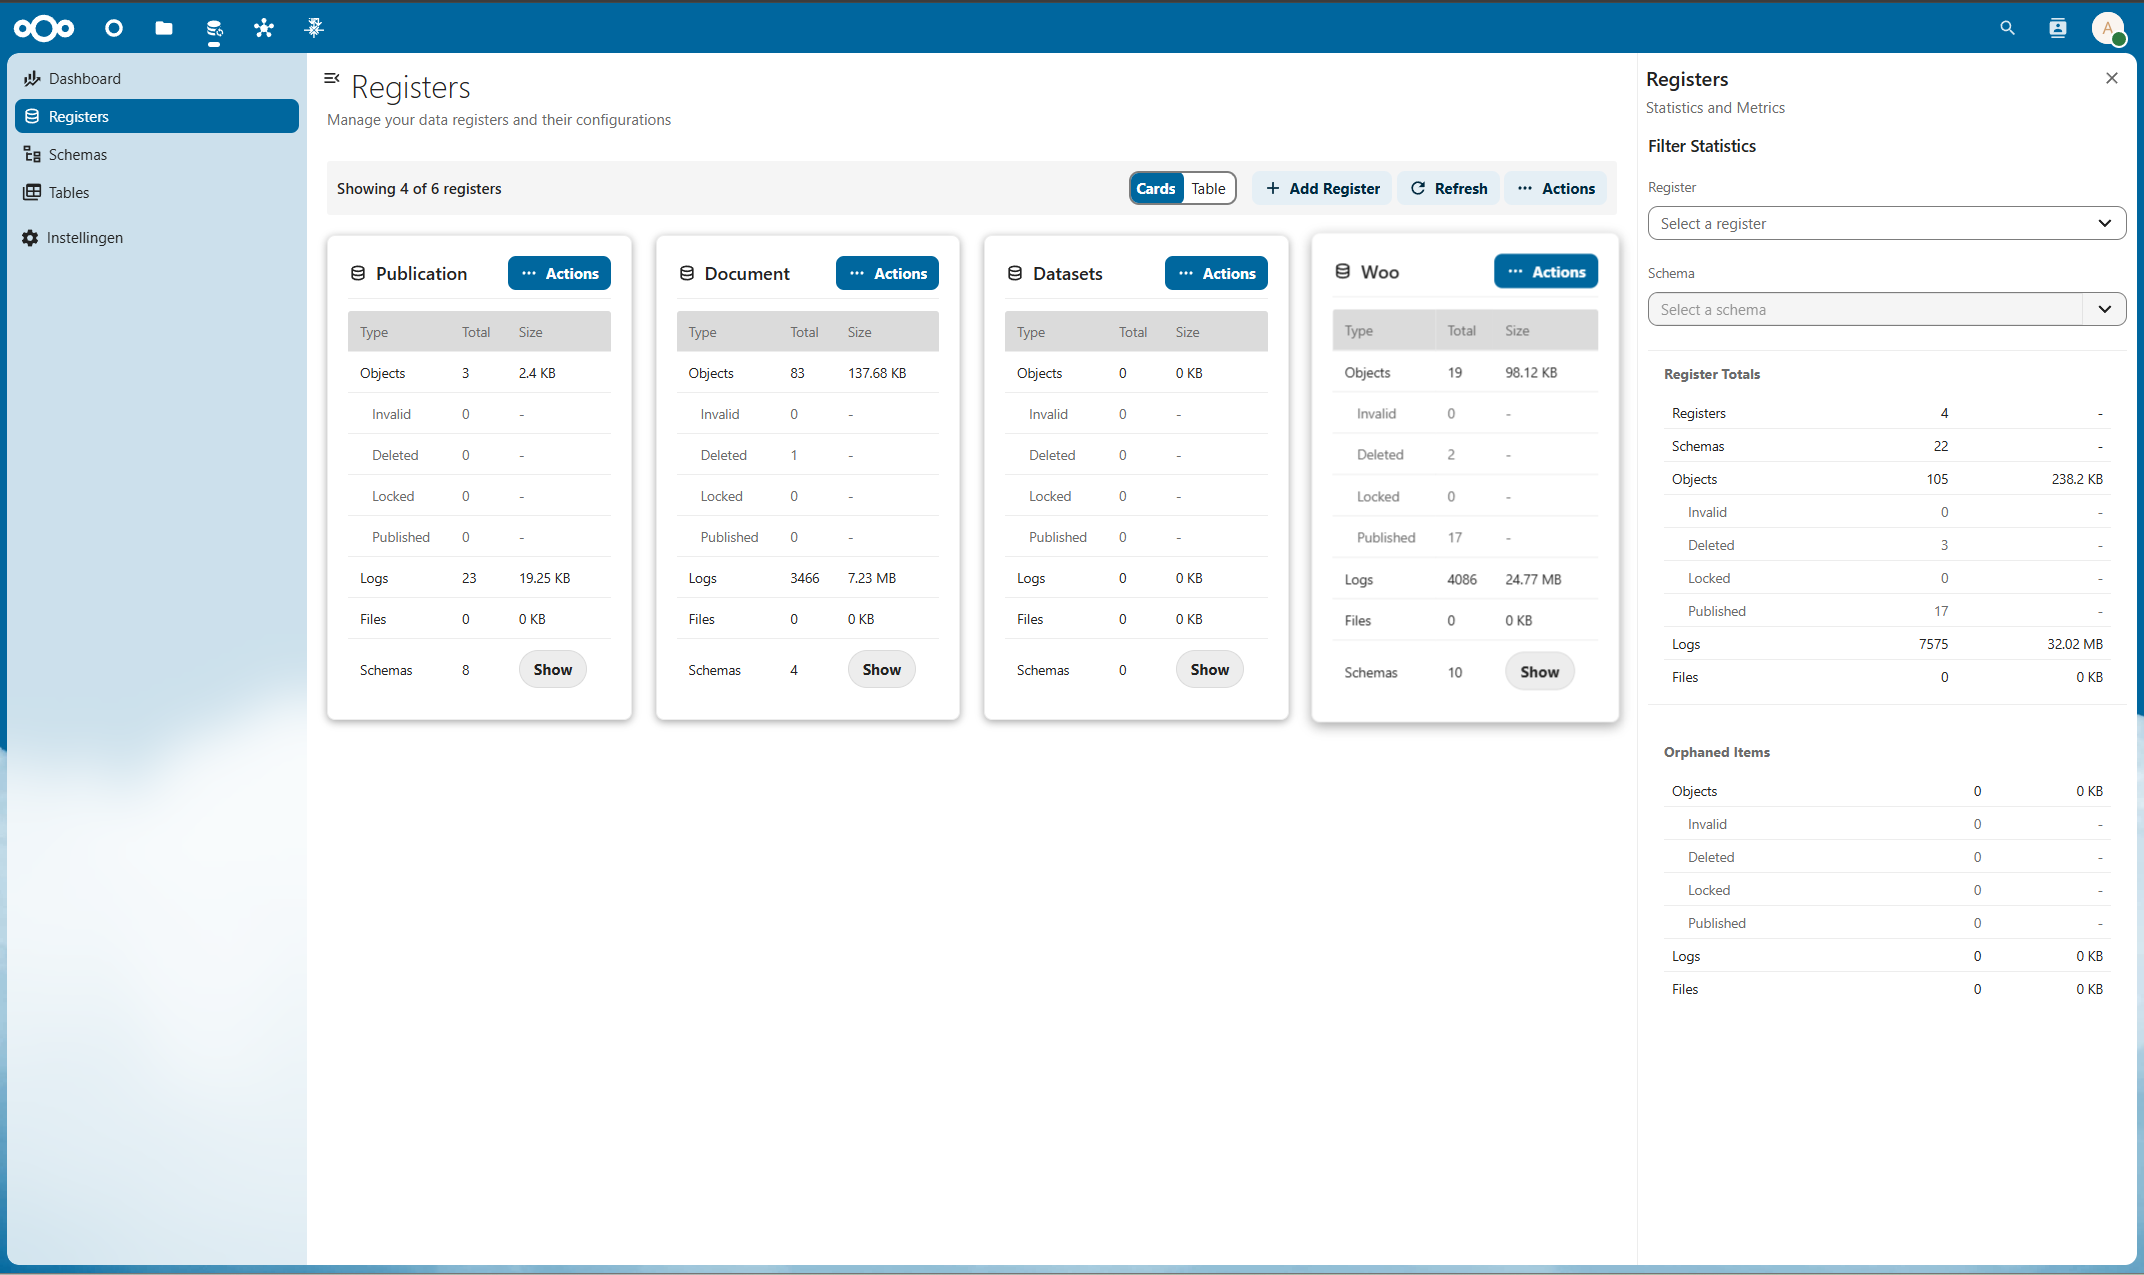 A
Dashboard
Registers
Schemas
Tables
Instellingen
Registers
Manage your data registers and their configurations
Showing 4 of 6 registers
Cards Table
Add Register
Refresh
Actions
Publication Actions
Type Total Size
Objects 3 2.4 KB
Invalid 0 -
Deleted 0 -
Locked 0 -
Published 0 -
Logs 23 19.25 KB
Files 0 0 KB
Schemas 8 Show
Document Actions
Type Total Size
Objects 83 137.68 KB
Invalid 0 -
Deleted 1 -
Locked 0 -
Published 0 -
Logs 3466 7.23 MB
Files 0 0 KB
Schemas 4 Show
Datasets Actions
Type Total Size
Objects 0 0 KB
Invalid 0 -
Deleted 0 -
Locked 0 -
Published 0 -
Logs 0 0 KB
Files 0 0 KB
Schemas 0 Show
Woo Actions
Type Total Size
Objects 19 98.12 KB
Invalid 0 -
Deleted 2 -
Locked 0 -
Published 17 -
Logs 4086 24.77 MB
Files 0 0 KB
Schemas 10 Show
Registers
Statistics and Metrics
Filter Statistics
Register
Select a register
Schema
Select a schema
Register Totals
Registers 4 -
Schemas 22 -
Objects 105 238.2 KB
Invalid 0 -
Deleted 3 -
Locked 0 -
Published 17 -
Logs 7575 32.02 MB
Files 0 0 KB
Orphaned Items
Objects 0 0 KB
Invalid 0 -
Deleted 0 -
Locked 0 -
Published 0 -
Logs 0 0 KB
Files 0 0 KB